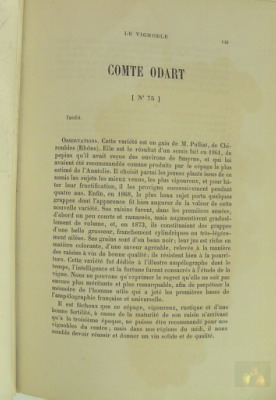 LE VIGNOBLE
COMTE ODART
( N° 75 )
Inédit.
OBSERVATIONS. Cette variété est un gain de M. Pulliat, de Chi-
roubles (Rhône). Elle est le résultat d'un semis fait en 1864, de
pepins qu'il avait reçus des environs de Smyrne, et qui lui
avaient été recommandés comme produits par le cépage le plus
estimé de l'Anatolie. Il choisit parmi les jeunes plants issus de ce
semis les sujets les mieux venus, les plus vigoureux, et pour hâ-
ter leur fructification, il les provigna successivement pendant
quatre ans. Enfin, en 1868, le plus beau sujet porta quelques
grappes dont l'apparence fit bien augurer de la valeur de cette
nouvelle variété. Ses raisins furent, dans les premières années,
d'abord un peu courts et ramassés, mais augmentèrent graduel-
lement de volume, et, en 1873, ils constituaient des grappes
d'une belle grosseur, franchement cylindriques ou très-légère-
ment ailées. Ses grains sont d'un beau noir; leur jus est riche en
matière colorante, d'une saveur agréable, relevée à la manière
des raisins à vin de bonne qualité; ils résistent bien à la pourri-
ture. Cette variété fut dédiée à l'illustre ampélographe dont le
temps, l'intelligence et la fortune furent consacrés à l'étude de la
vigne. Nous ne pouvons qu'exprimer le regret qu'elle ne soit pas
encore plus méritante et plus remarquable, afin de perpétuer la
mémoire de l'homme utile qui a jeté les premières bases de
l'ampélographie française et universelle.
Il est fâcheux que ce cépage, vigoureux, rustique et d'une
bonne fertilité, à cause de la maturité de son raisin n'arrivant
qu'à la troisième époque, ne puisse être recommandé pour nos
vignobles du centre; mais dans nos régions du midi, il nous
semble devoir réussir et donner un vin solide et de qualité.